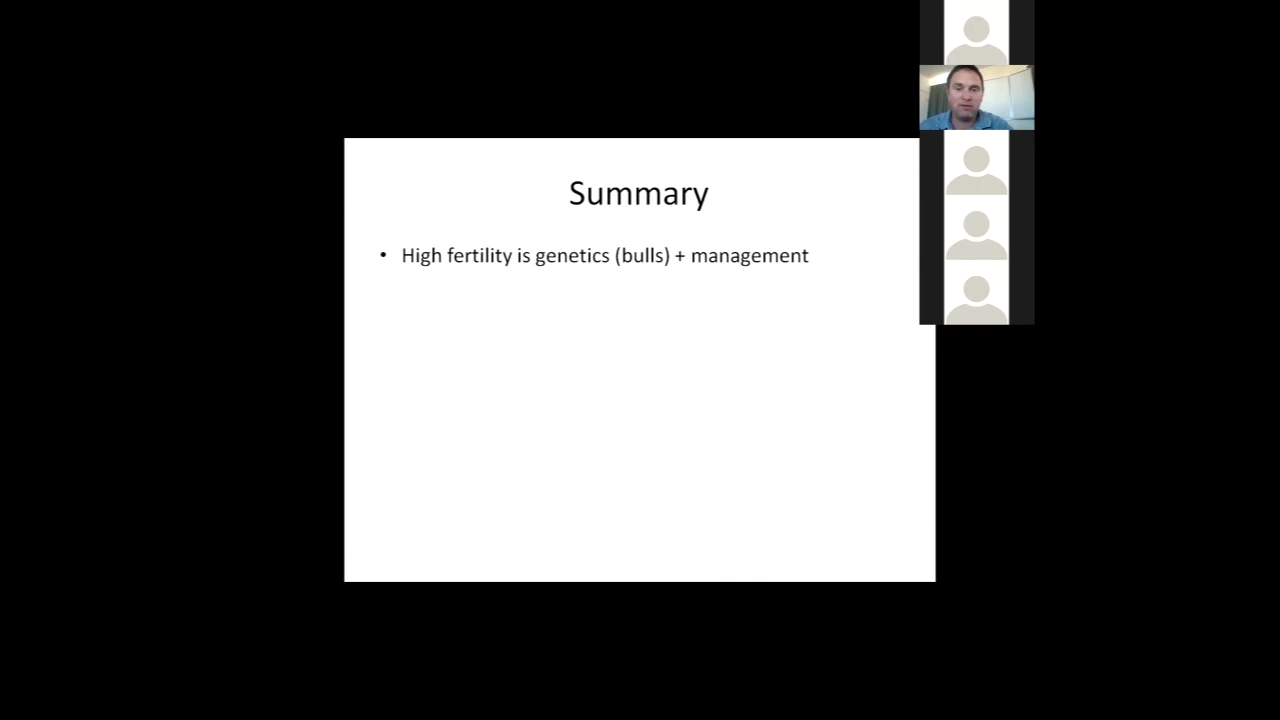 Summary
• High fertility is genetics (bulls) + management